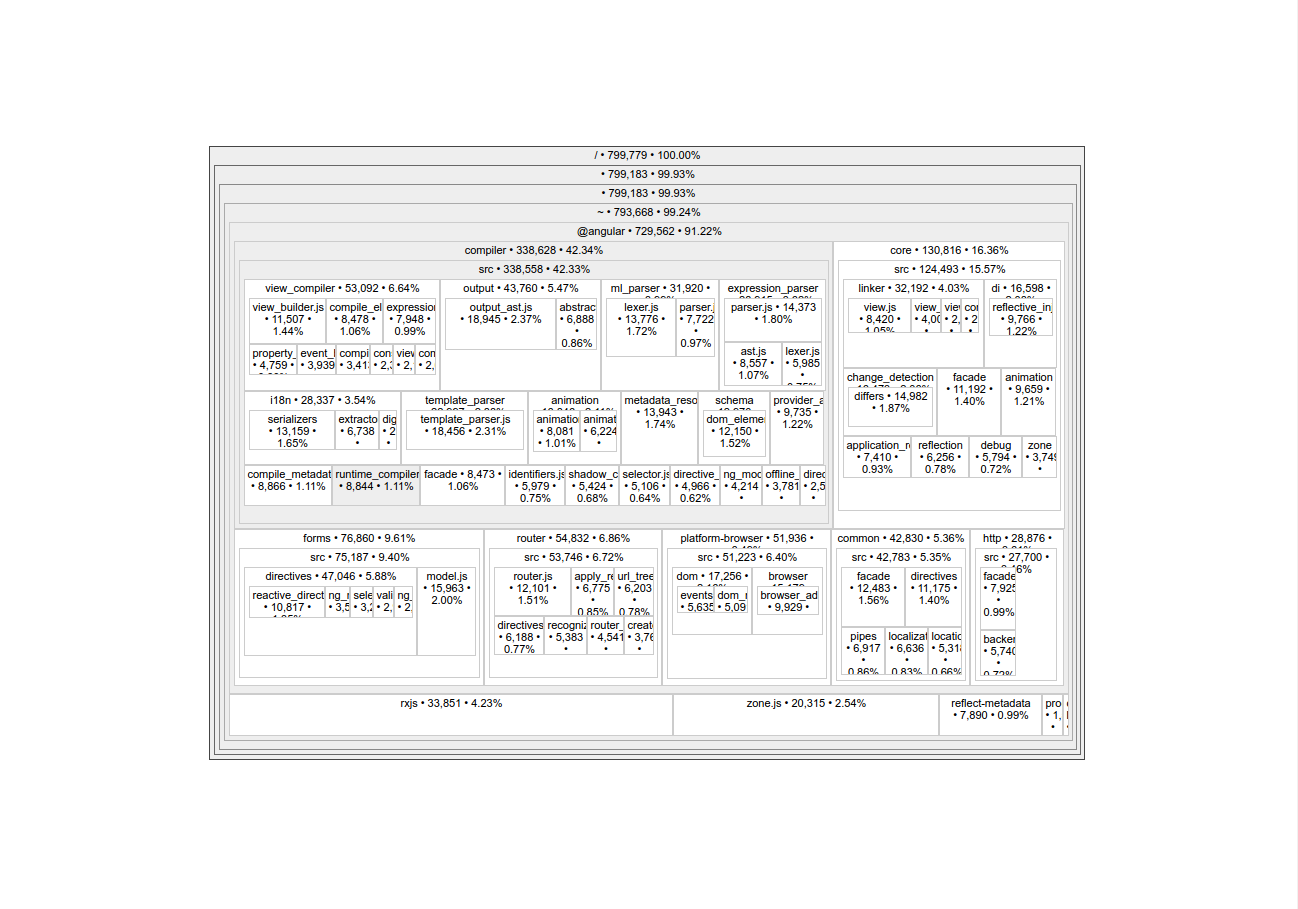 / • 799,779 • 100.00%
• 799,183 • 99.93%
• 799,183 • 99.93%
~ • 793,668 • 99.24%
@angular • 729,562 • 91.22%
compiler • 338,628 • 42.34%
src • 338,558 • 42.33%
view_compiler • 53,092 • 6.64%
view_builder.js
• 11,507 •
1.44%
compile_el
• 8,478 •
1.06%
expression
• 7,948 •
0.99%
property_
• 4,759 •
event_
• 3,939
compi
• 3,41
con
• 2,
view
• 2,
con
• 2,
output • 43,760 • 5.47%
output_ast.js
• 18,945 • 2.37%
abstrac
• 6,888
•
0.86%
ml_parser • 31,920 •
lexer.js
• 13,776 •
1.72%
parser.
• 7,722
•
0.97%
expression_parser
parser.js • 14,373
• 1.80%
ast.js
• 8,557 •
1.07%
lexer.js
• 5,985
•
i18n • 28,337 • 3.54%
serializers
• 13,159 •
1.65%
extracto
• 6,738
•
dig
• 2
•
template_parser
template_parser.js
• 18,456 • 2.31%
animation
animatio
• 8,081
• 1.01%
animat
• 6,224
•
metadata_reso
• 13,943 •
1.74%
schema
dom_elemen
• 12,150 •
1.52%
provider_a
• 9,735 •
1.22%
compile_metadat
• 8,866 • 1.11%
runtime_compiler
• 8,844 • 1.11%
facade • 8,473 •
1.06%
identifiers.js
• 5,979 •
0.75%
shadow_c
• 5,424 •
0.68%
selector.js
• 5,106 •
0.64%
directive_
• 4,966 •
0.62%
ng_mod
• 4,214
•
offline_
• 3,781
•
direc
• 2,5
•
core • 130,816 • 16.36%
src • 124,493 • 15.57%
linker • 32,192 • 4.03%
view.js
• 8,420 •
1.05%
view_
• 4,00
•
view
• 2,
•
con
• 2
•
di • 16,598 •
reflective_inj
• 9,766 •
1.22%
change_detection
differs • 14,982
• 1.87%
facade
• 11,192 •
1.40%
animation
• 9,659 •
1.21%
application_r
• 7,410 •
0.93%
reflection
• 6,256 •
0.78%
debug
• 5,794 •
0.72%
zone
• 3,749
•
forms • 76,860 • 9.61%
src • 75,187 • 9.40%
directives • 47,046 • 5.88%
reactive_direct
• 10,817 •
ng_
• 3,5
sele
• 3,
vali
• 2,
ng_
• 2,
model.js
• 15,963 •
2.00%
router • 54,832 • 6.86%
src • 53,746 • 6.72%
router.js
• 12,101 •
1.51%
apply_re
• 6,775
•
0.85%
url_tree
• 6,203
•
0.78%
directives
• 6,188 •
0.77%
recogniz
• 5,383
•
router_
• 4,541
•
creat
• 3,76
•
platform-browser • 51,936 •
src • 51,223 • 6.40%
dom • 17,256 •
events
• 5,635
dom_
• 5,09
browser
browser_ad
• 9,929 •
common • 42,830 • 5.36%
src • 42,783 • 5.35%
facade
• 12,483 •
1.56%
directives
• 11,175 •
1.40%
pipes
• 6,917
•
0.86%
localizat
• 6,636
•
0.83%
locatio
• 5,318
•
0.66%
http • 28,876 •
src • 27,700 •
facade
• 7,925
•
0.99%
backen
• 5,740
•
0.72%
rxjs • 33,851 • 4.23%
zone.js • 20,315 • 2.54%
reflect-metadata
• 7,890 • 0.99%
pro
• 1,
•